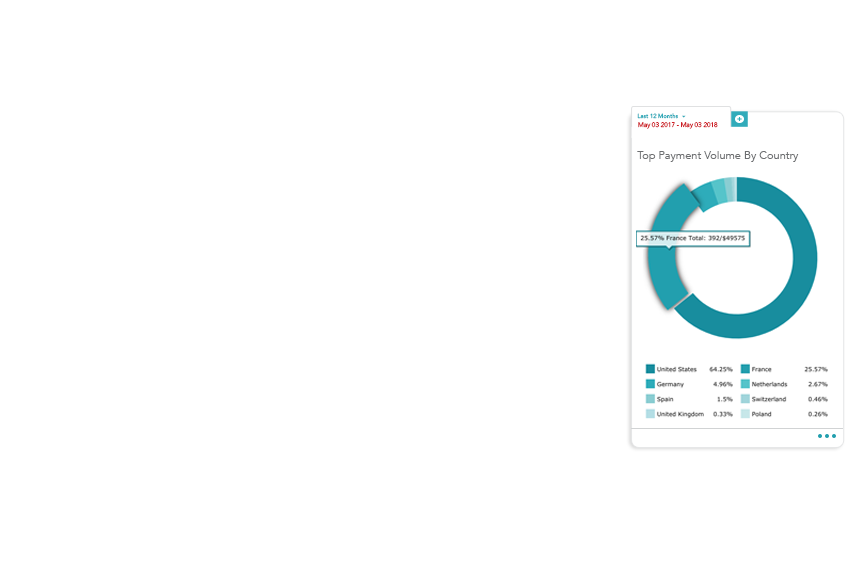 Last 12 Months
May 03 2017 - May 03 2018
Top Payment Volume By Country
25.57% France Total: 392/$49575
United States 64.25% France 25.57%
Germany 4.96% Netherlands 2.67%
Spain 1.5% Switzerland 0.46%
United Kingdom 0.33% Poland 0.26%